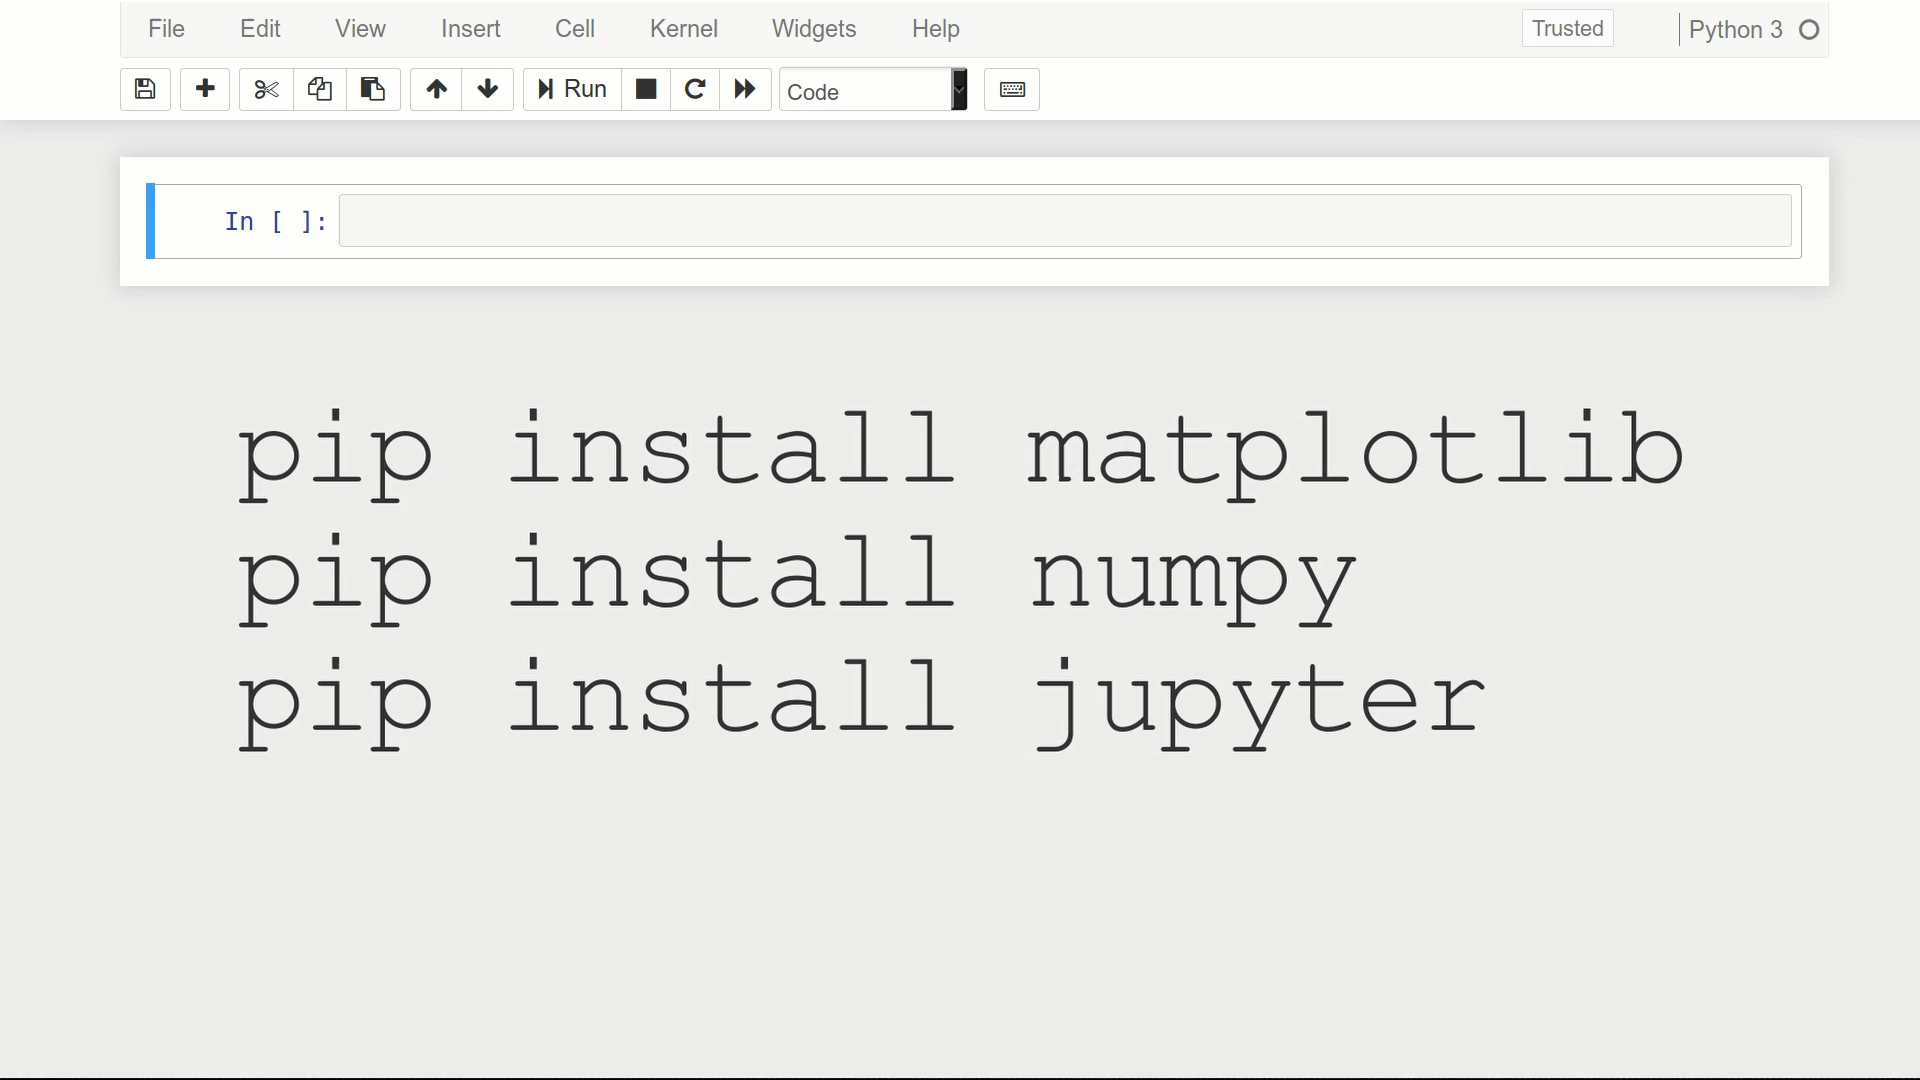 File Edit View Insert Cell Kernel Widgets Help Trusted Python 3
Run Code
In [ ]:
pip install matplotlib
pip install numpy
pip install jupyter